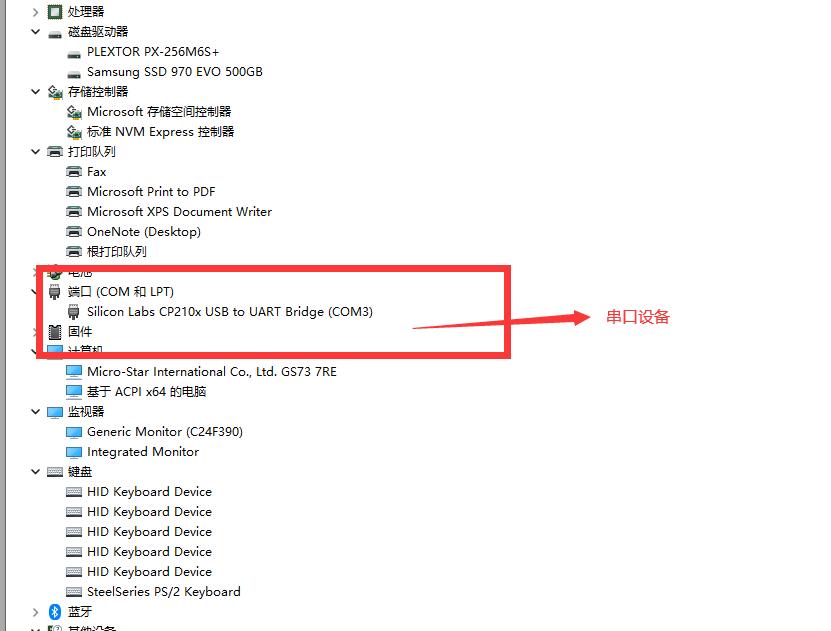 处理器
磁盘驱动器
PLEXTOR PX-256M6S+
Samsung SSD 970 EVO 500GB
存储控制器
Microsoft 存储空间控制器
标准 NVM Express 控制器
打印队列
Fax
Microsoft Print to PDF
Microsoft XPS Document Writer
OneNote (Desktop)
根打印队列
电池
端口 (COM 和 LPT)
Silicon Labs CP210x USB to UART Bridge (COM3)
串口设备
固件
计算机
Micro-Star International Co., Ltd. GS73 7RE
基于 ACPI x64 的电脑
监视器
Generic Monitor (C24F390)
Integrated Monitor
键盘
HID Keyboard Device
HID Keyboard Device
HID Keyboard Device
HID Keyboard Device
HID Keyboard Device
SteelSeries PS/2 Keyboard
蓝牙
其他设备